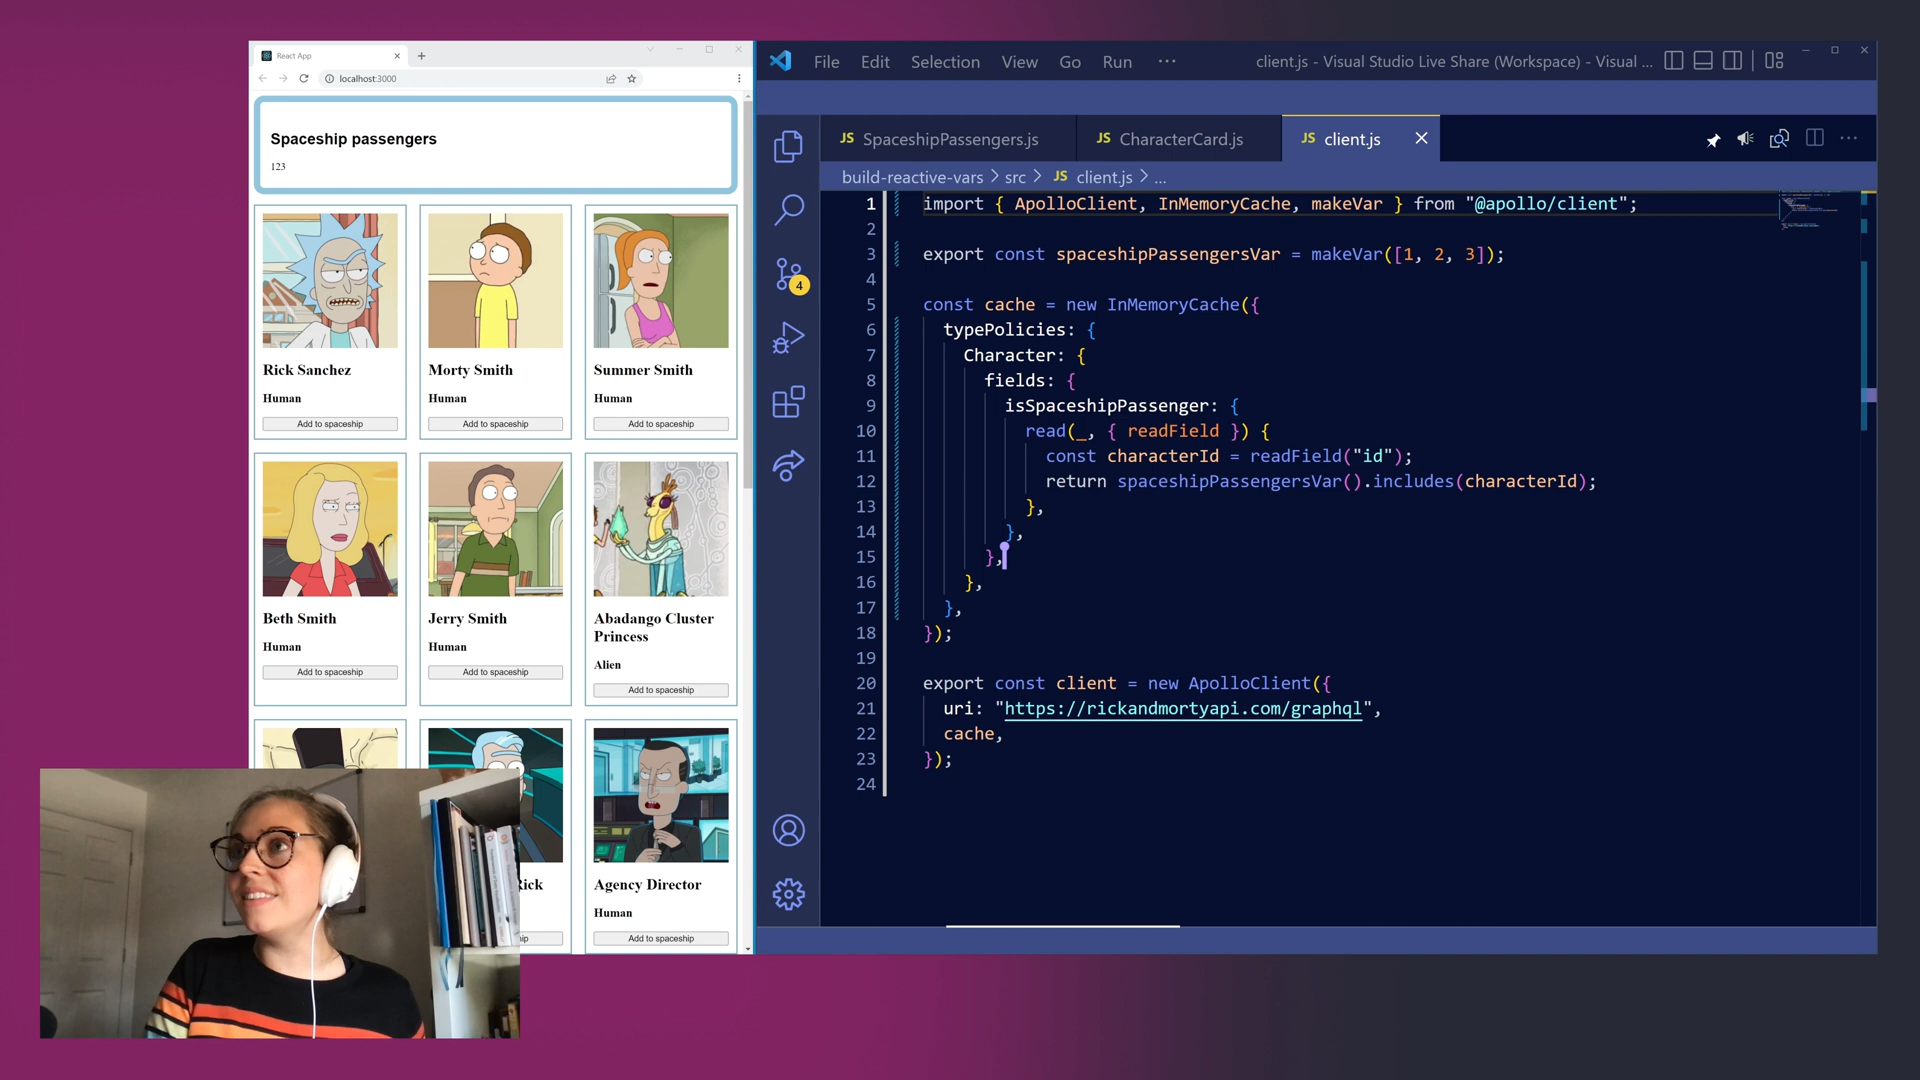 React App
localhost:3000
Spaceship passengers
123
Rick Sanchez
Human
Add to spaceship
Morty Smith
Human
Add to spaceship
Summer Smith
Human
Add to spaceship
Beth Smith
Human
Add to spaceship
Jerry Smith
Human
Add to spaceship
Abadango Cluster
Princess
Alien
Add to spaceship
Rick
Agency Director
Human
Add to spaceship
File Edit Selection View Go Run ··· client.js - Visual Studio Live Share (Workspace) - Visual ...
4
JS SpaceshipPassengers.js JS CharacterCard.js JS client.js
build-reactive-vars > src > JS client.js > ...
1 import { ApolloClient, InMemoryCache, makeVar } from "@apollo/client";
2
3 export const spaceshipPassengersVar = makeVar([1, 2, 3]);
4
5 const cache = new InMemoryCache({
6 typePolicies: {
7 Character: {
8 fields: {
9 isSpaceshipPassenger: {
10 read(_, { readField }) {
11 const characterId = readField("id");
12 return spaceshipPassengersVar().includes(characterId);
13 },
14 },
15 },
16 },
17 },
18 });
19
20 export const client = new ApolloClient({
21 uri: "https://rickandmortyapi.com/graphql",
22 cache,
23 });
24